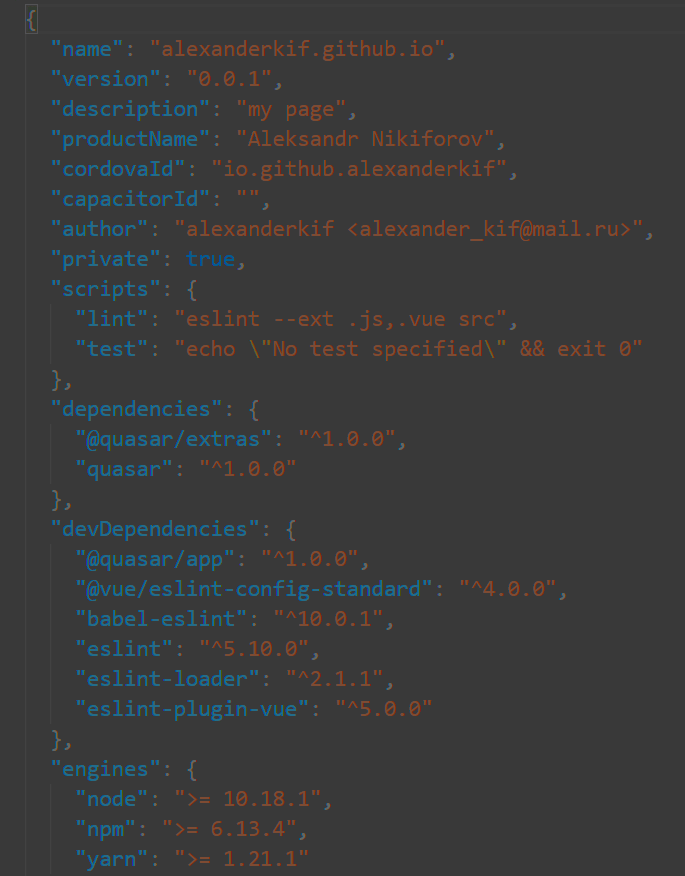 {
"name": "alexanderkif.github.io",
"version": "0.0.1",
"description": "my page",
"productName": "Aleksandr Nikiforov",
"cordovaId": "io.github.alexanderkif",
"capacitorId": "",
"author": "alexanderkif <alexander_kif@mail.ru>",
"private": true,
"scripts": {
"lint": "eslint --ext .js,.vue src",
"test": "echo \"No test specified\" && exit 0"
},
"dependencies": {
"@quasar/extras": "^1.0.0",
"quasar": "^1.0.0"
},
"devDependencies": {
"@quasar/app": "^1.0.0",
"@vue/eslint-config-standard": "^4.0.0",
"babel-eslint": "^10.0.1",
"eslint": "^5.10.0",
"eslint-loader": "^2.1.1",
"eslint-plugin-vue": "^5.0.0"
},
"engines": {
"node": ">= 10.18.1",
"npm": ">= 6.13.4",
"yarn": ">= 1.21.1"